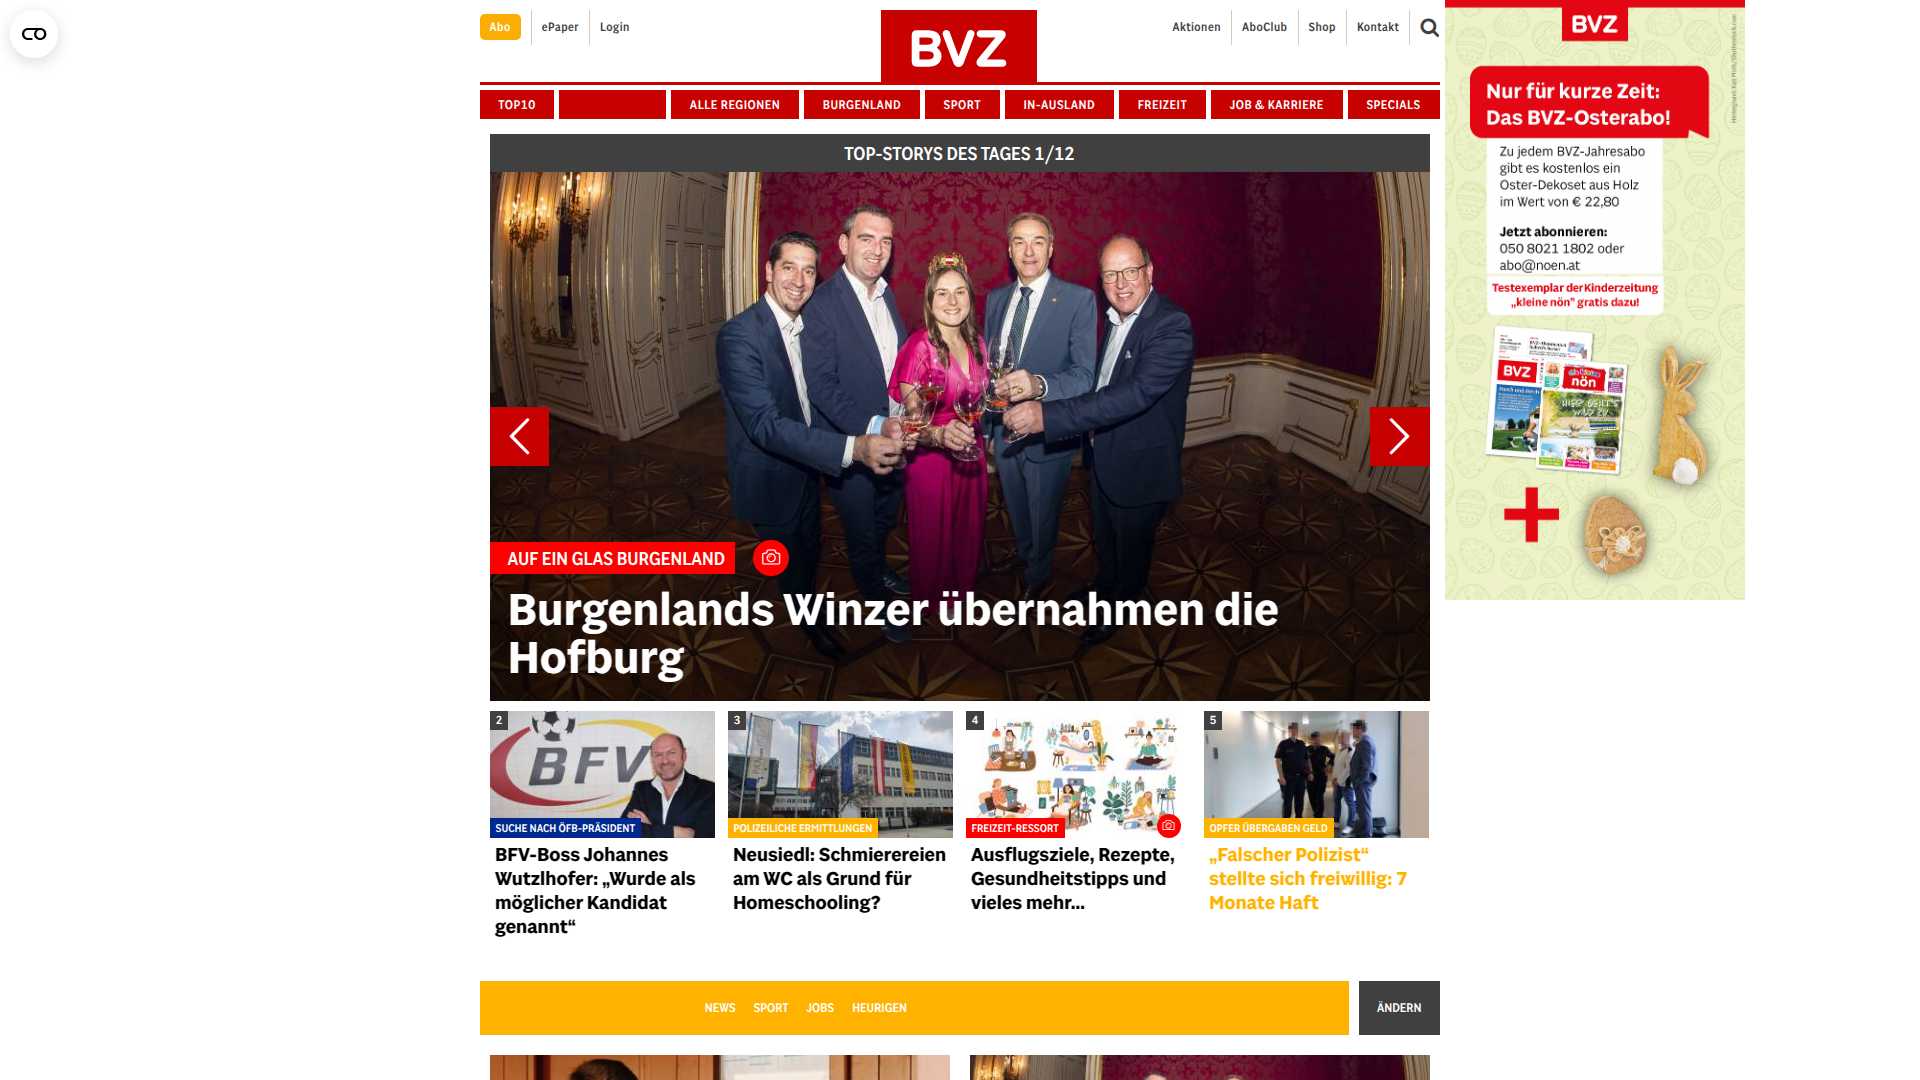 Abo
ePaper
Login
BVZ
Aktionen
AboClub
Shop
Kontakt
TOP10
ALLE REGIONEN
BURGENLAND
SPORT
IN-AUSLAND
FREIZEIT
JOB & KARRIERE
SPECIALS
TOP-STORYS DES TAGES 1/12
AUF EIN GLAS BURGENLAND
Burgenlands Winzer übernahmen die
Hofburg
2
BFV
SUCHE NACH ÖFB-PRÄSIDENT
BFV-Boss Johannes
Wutzlhofer: „Wurde als
möglicher Kandidat
genannt“
3
POLIZEILICHE ERMITTLUNGEN
Neusiedl: Schmierereien
am WC als Grund für
Homeschooling?
4
FREIZEIT-RESSORT
Ausflugsziele, Rezepte,
Gesundheitstipps und
vieles mehr...
5
OPFER ÜBERGABEN GELD
„Falscher Polizist“
stellte sich freiwillig: 7
Monate Haft
NEWS
SPORT
JOBS
HEURIGEN
ÄNDERN
BVZ
Nur für kurze Zeit:
Das BVZ-Osterabo!
Zu jedem BVZ-Jahresabo
gibt es kostenlos ein
Oster-Dekoset aus Holz
im Wert von € 22,80
Jetzt abonnieren:
050 8021 1802 oder
abo@noen.at
Testexemplar der Kinderzeitung
„kleine nön“ gratis dazu!
BVZ
nön